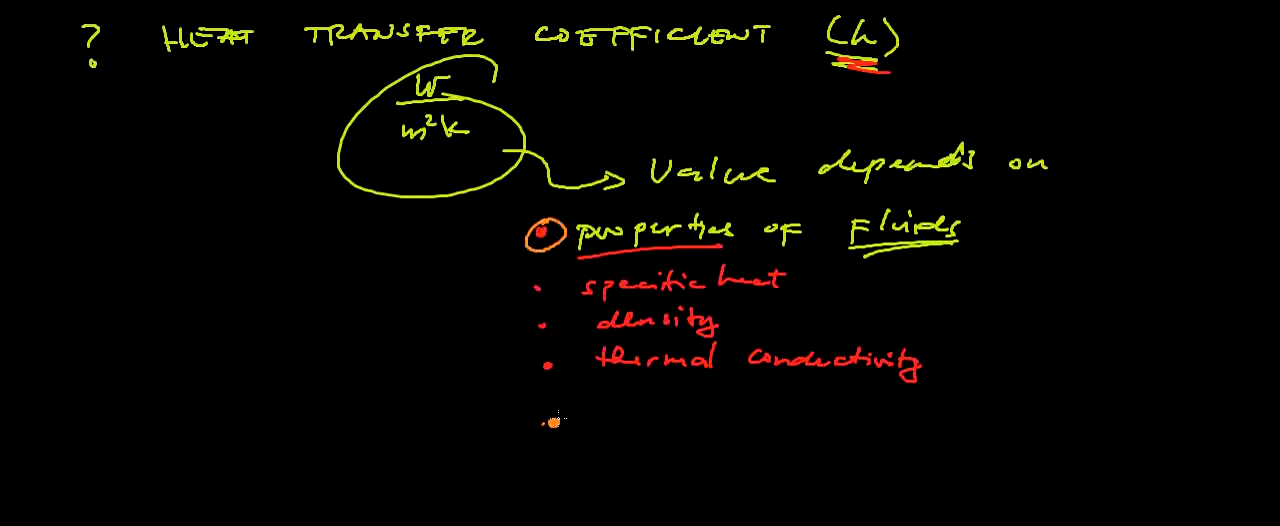 ? HEAT TRANSFER COEFFICIENT (h)
W
m²K
Value depends on
• properties of Fluids
• specific heat
• density
• thermal conductivity
•